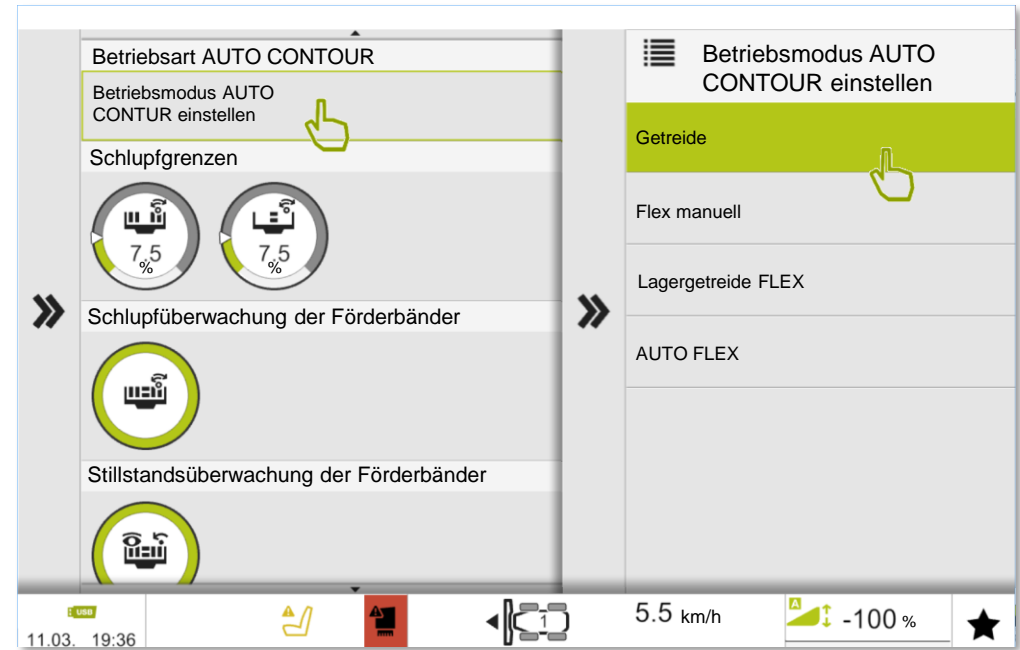 Betriebsart AUTO CONTOUR
Betriebsmodus AUTO
CONTUR einstellen
Schlupfgrenzen
7,5
%
7,5
%
Schlupfüberwachung der Förderbänder
Stillstandsüberwachung der Förderbänder
Betriebsmodus AUTO
CONTOUR einstellen
Getreide
Flex manuell
Lagergetreide FLEX
AUTO FLEX
USB
11.03. 19:36
1
5.5 km/h
A
-100 %